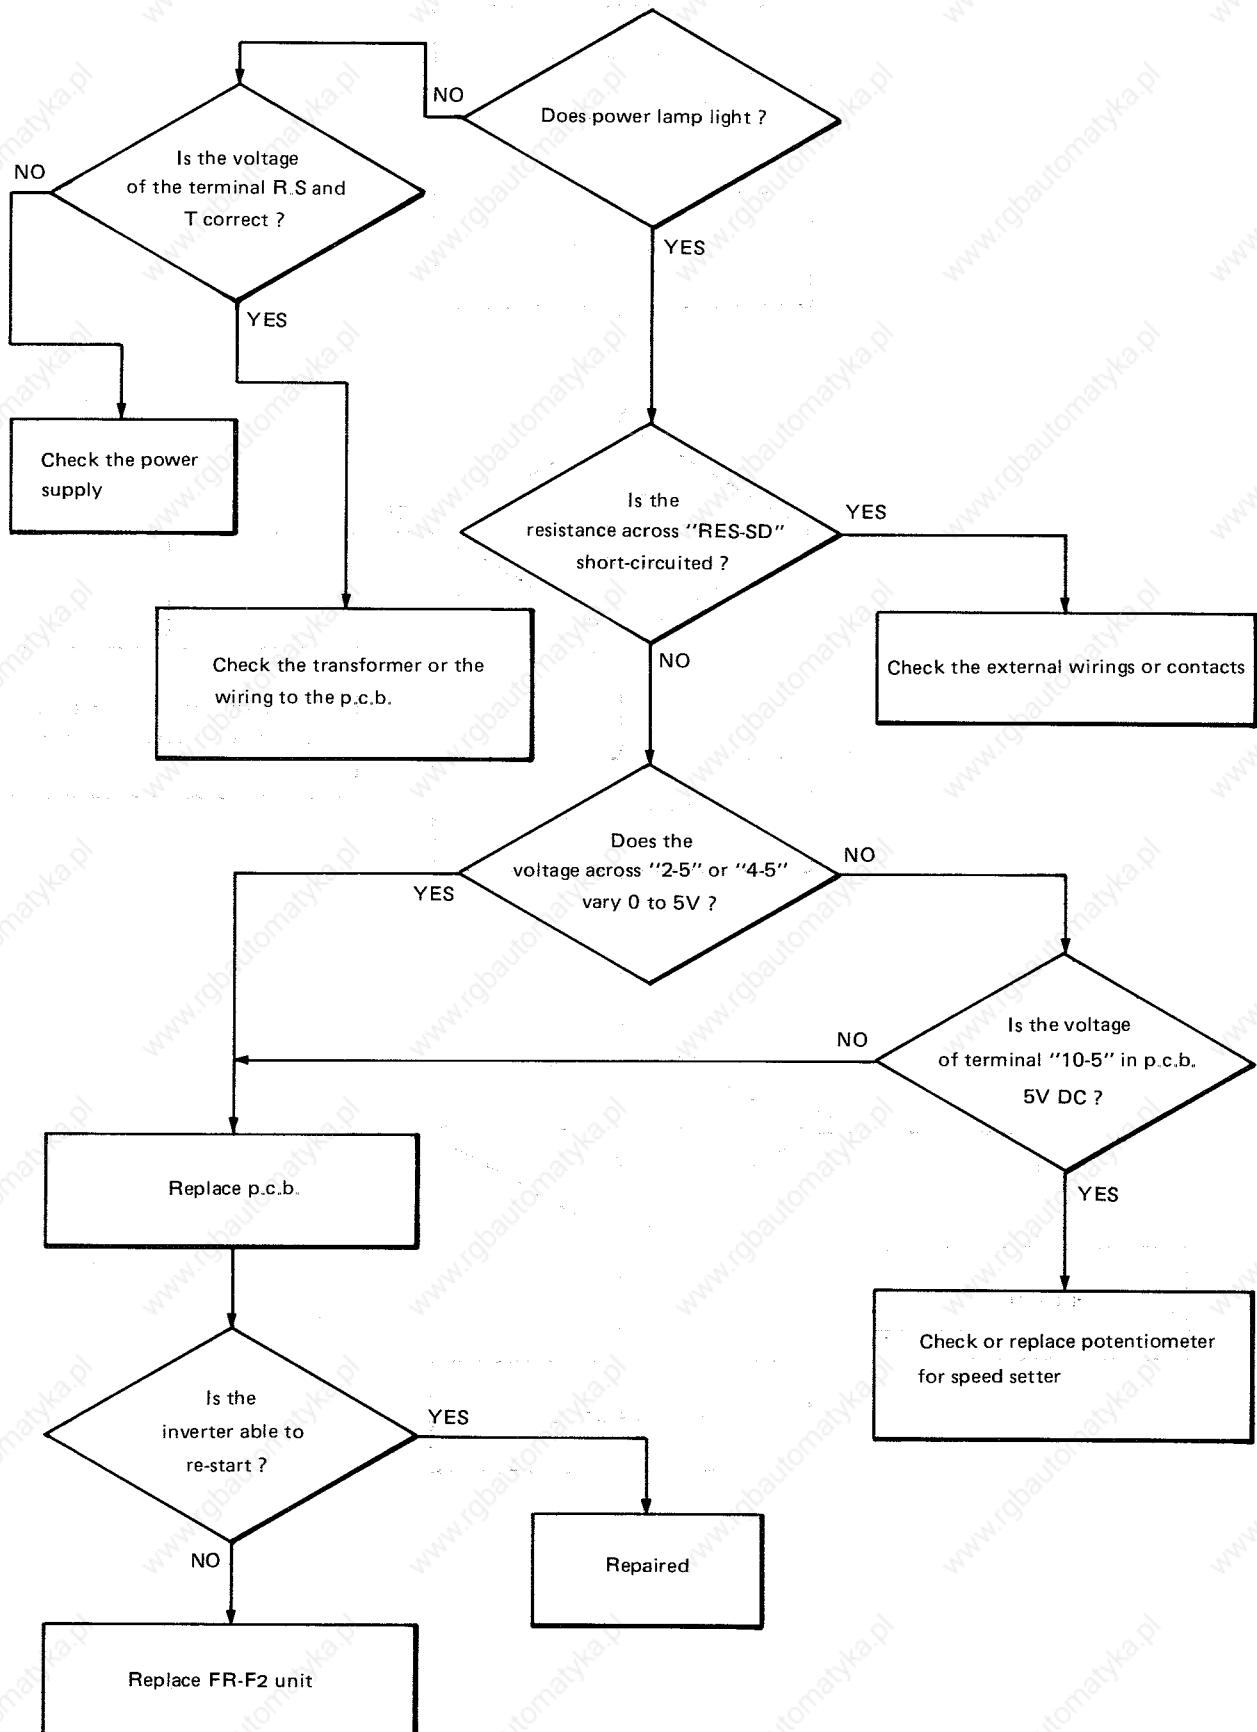 Does power lamp light ?
NO
YES
Is the voltage
of the terminal R.S and
T correct ?
NO
YES
Check the power
supply
Check the transformer or the
wiring to the p.c.b.
Is the
resistance across "RES-SD"
short-circuited ?
YES
NO
Check the external wirings or contacts
Does the
voltage across "2-5" or "4-5"
vary 0 to 5V ?
YES
NO
Is the voltage
of terminal "10-5" in p.c.b.
5V DC ?
NO
YES
Replace p.c.b.
Check or replace potentiometer
for speed setter
Is the
inverter able to
re-start ?
YES
NO
Repaired
Replace FR-F2 unit
www.rgbautomatyka.pl